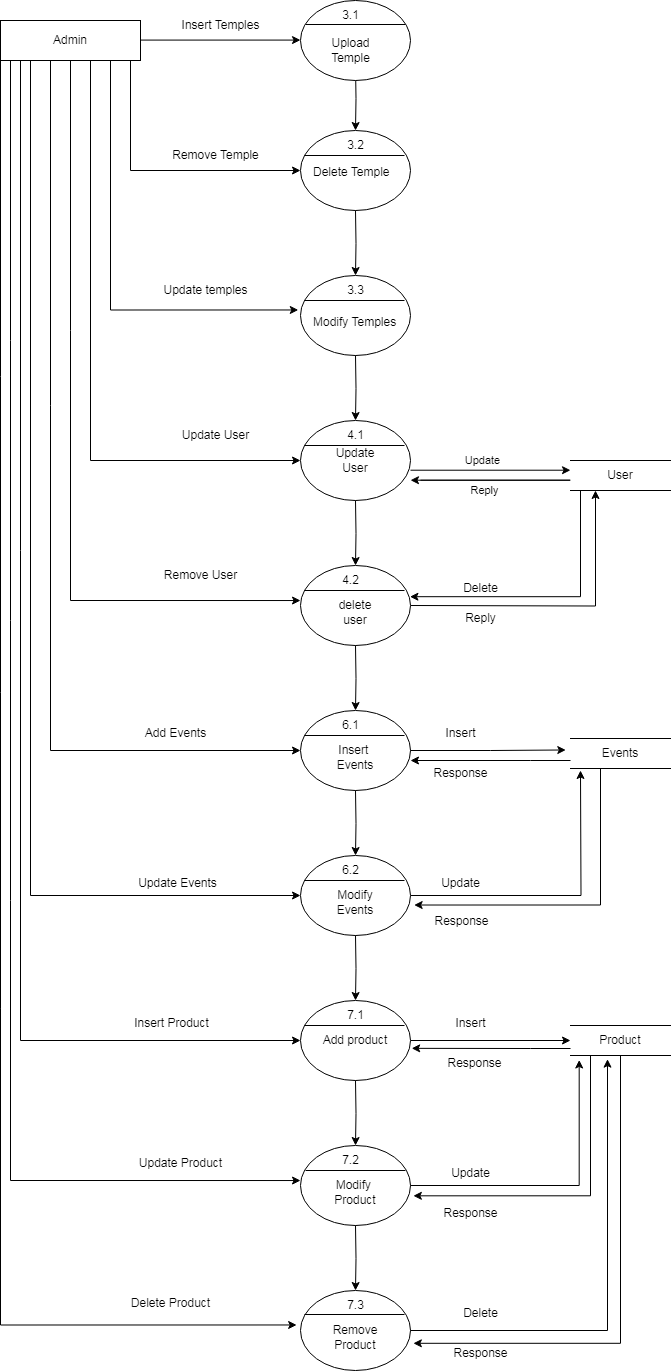 3.1
Insert Temples
Admin
Upload
Temple
3.2
Remove Temple
Delete Temple
3.3
Update temples
Modify Temples
4.1
Update User
Update
User
Update
User
Reply
4.2
Remove User
delete
user
Delete
Reply
6.1
Add Events
Insert
Insert
Events
Events
Response
6.2
Update Events
Modify
Events
Update
Response
7.1
Insert Product
Insert
Add product
Product
Response
7.2
Update Product
Modify
Product
Update
Response
7.3
Delete Product
Remove
Product
Delete
Response